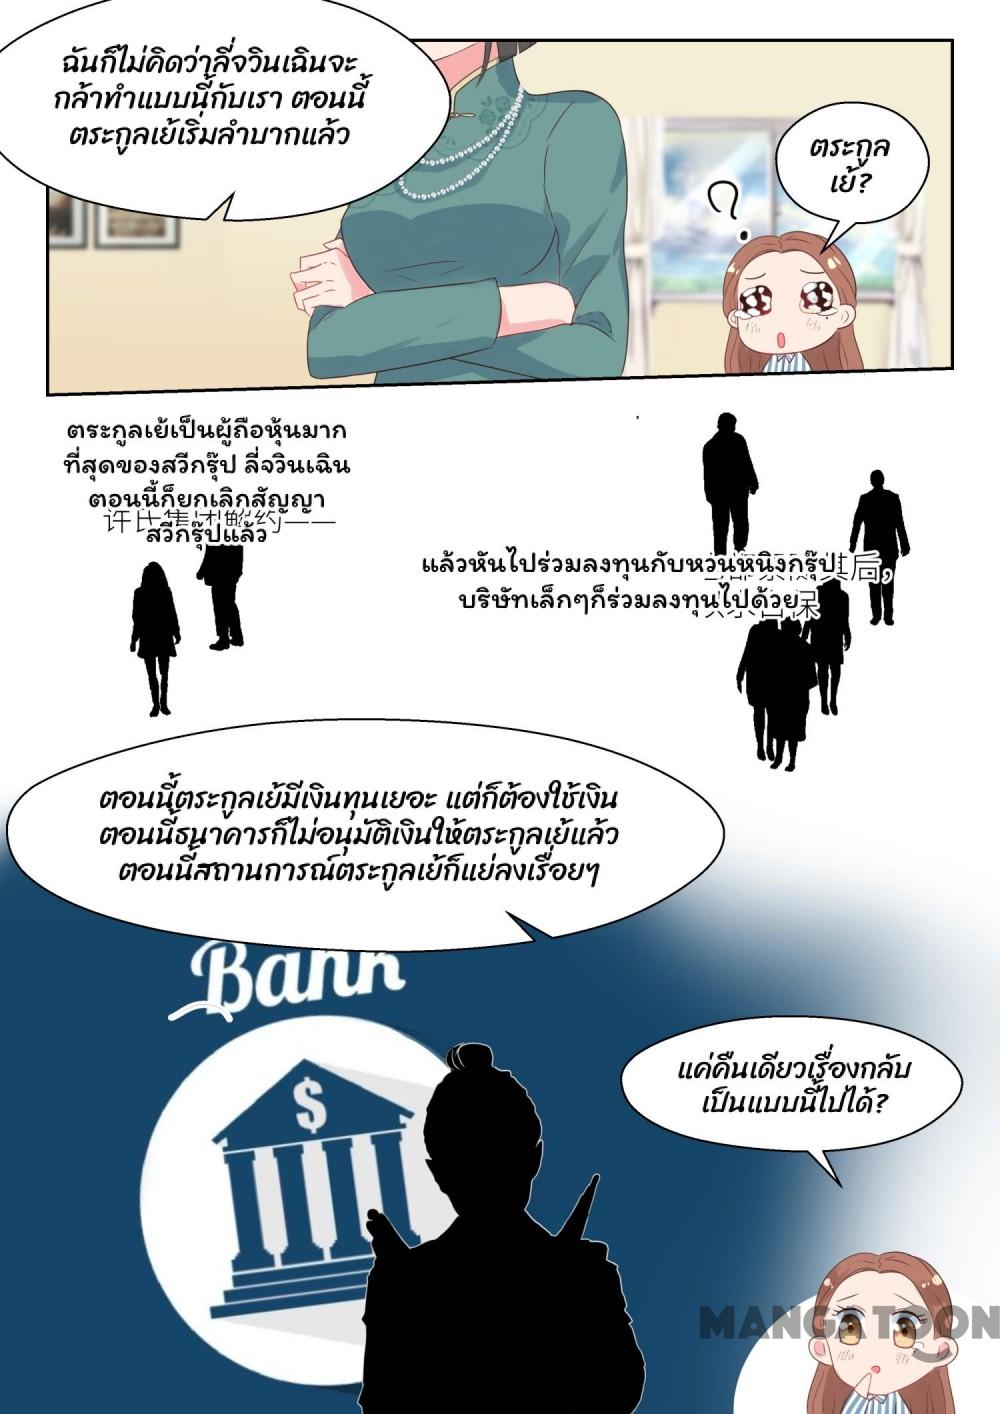 ฉันก็ไม่คิดว่าลี่จวินเฉินจะ
กล้าทำแบบนี้กับเรา ตอนนี้
ตระกูลเย้เริ่มลำบากแล้ว
ตระกูล
เย้?
ตระกูลเย้เป็นผู้ถือหุ้นมาก
ที่สุดของสวีกรุ๊ป ลี่จวินเฉิน
ตอนนี้ก็ยกเลิกสัญญา
许氏集团解约——
สวีกรุ๊ปแล้ว
แล้วหันไปร่วมลงทุนกับหวนหนิงกรุ๊ป
其后,
บริษัทเล็กๆก็ร่วมลงทุนไปด้วย
保
ตอนนี้ตระกูลเย้มีเงินทุนเยอะ แต่ก็ต้องใช้เงิน
ตอนนี้ธนาคารก็ไม่อนุมัติเงินให้ตระกูลเย้แล้ว
ตอนนี้สถานการณ์ตระกูลเย้ก็แย่ลงเรื่อยๆ
Bank
$
แค่คืนเดียวเรื่องกลับ
เป็นแบบนี้ไปได้?
MANGATOON